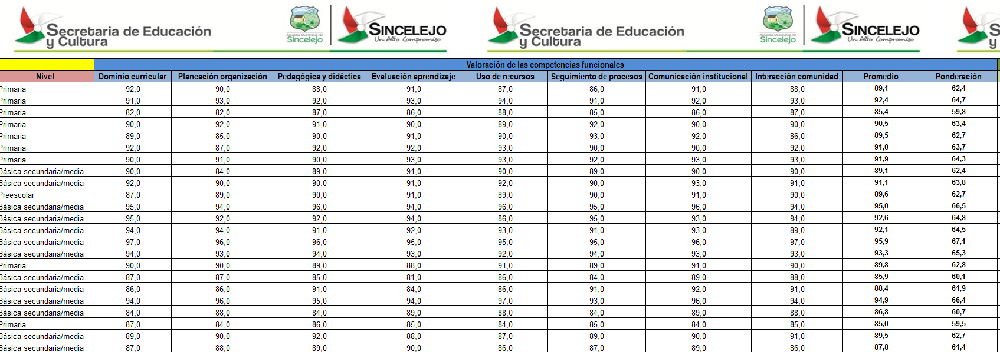 Secretaria de Educación
y Cultura
Alcaldía Municipal de
Sincelejo
SINCELEJO
Un Alto Compromiso
Secretaria de Educación
y Cultura
Alcaldía Municipal de
Sincelejo
SINCELEJO
Un Alto Compromiso
S
y
Valoración de las competencias funcionales
Nivel Dominio curricular Planeación organización Pedagógica y didáctica Evaluación aprendizaje Uso de recursos Seguimiento de procesos Comunicación institucional Interacción comunidad Promedio Ponderación
Primaria 92,0 90,0 88,0 91,0 87,0 86,0 91,0 88,0 89,1 62,4
Primaria 91,0 93,0 92,0 93,0 94,0 91,0 92,0 93,0 92,4 64,7
Primaria 82,0 82,0 87,0 86,0 88,0 85,0 86,0 87,0 85,4 59,8
Primaria 90,0 92,0 91,0 90,0 89,0 92,0 90,0 90,0 90,5 63,4
Primaria 89,0 85,0 90,0 91,0 90,0 93,0 92,0 86,0 89,5 62,7
Primaria 92,0 87,0 92,0 92,0 93,0 90,0 90,0 92,0 91,0 63,7
Primaria 90,0 91,0 90,0 93,0 93,0 92,0 93,0 93,0 91,9 64,3
Básica secundaria/media 90,0 84,0 89,0 91,0 90,0 89,0 90,0 90,0 89,1 62,4
Básica secundaria/media 92,0 90,0 90,0 91,0 92,0 90,0 93,0 91,0 91,1 63,8
Preescolar 87,0 89,0 90,0 91,0 89,0 90,0 91,0 90,0 89,6 62,7
Básica secundaria/media 95,0 94,0 96,0 94,0 96,0 95,0 96,0 94,0 95,0 66,5
Básica secundaria/media 95,0 92,0 92,0 94,0 86,0 95,0 93,0 94,0 92,6 64,8
Básica secundaria/media 94,0 94,0 91,0 92,0 93,0 91,0 93,0 89,0 92,1 64,5
Básica secundaria/media 97,0 96,0 96,0 95,0 95,0 95,0 96,0 97,0 95,9 67,1
Básica secundaria/media 94,0 93,0 94,0 93,0 92,0 94,0 93,0 93,0 93,3 65,3
Primaria 90,0 90,0 89,0 88,0 91,0 89,0 91,0 90,0 89,8 62,8
Básica secundaria/media 87,0 87,0 85,0 81,0 86,0 84,0 89,0 88,0 85,9 60,1
Básica secundaria/media 86,0 86,0 91,0 84,0 86,0 91,0 92,0 91,0 88,4 61,9
Básica secundaria/media 94,0 96,0 95,0 94,0 97,0 93,0 96,0 94,0 94,9 66,4
Básica secundaria/media 84,0 88,0 84,0 89,0 88,0 84,0 89,0 88,0 86,8 60,7
Primaria 87,0 84,0 86,0 85,0 84,0 85,0 84,0 85,0 85,0 59,5
Básica secundaria/media 89,0 90,0 92,0 88,0 87,0 89,0 90,0 91,0 89,5 62,7
Básica secundaria/media 87,0 88,0 89,0 90,0 86,0 87,0 89,0 86,0 87,8 61,4